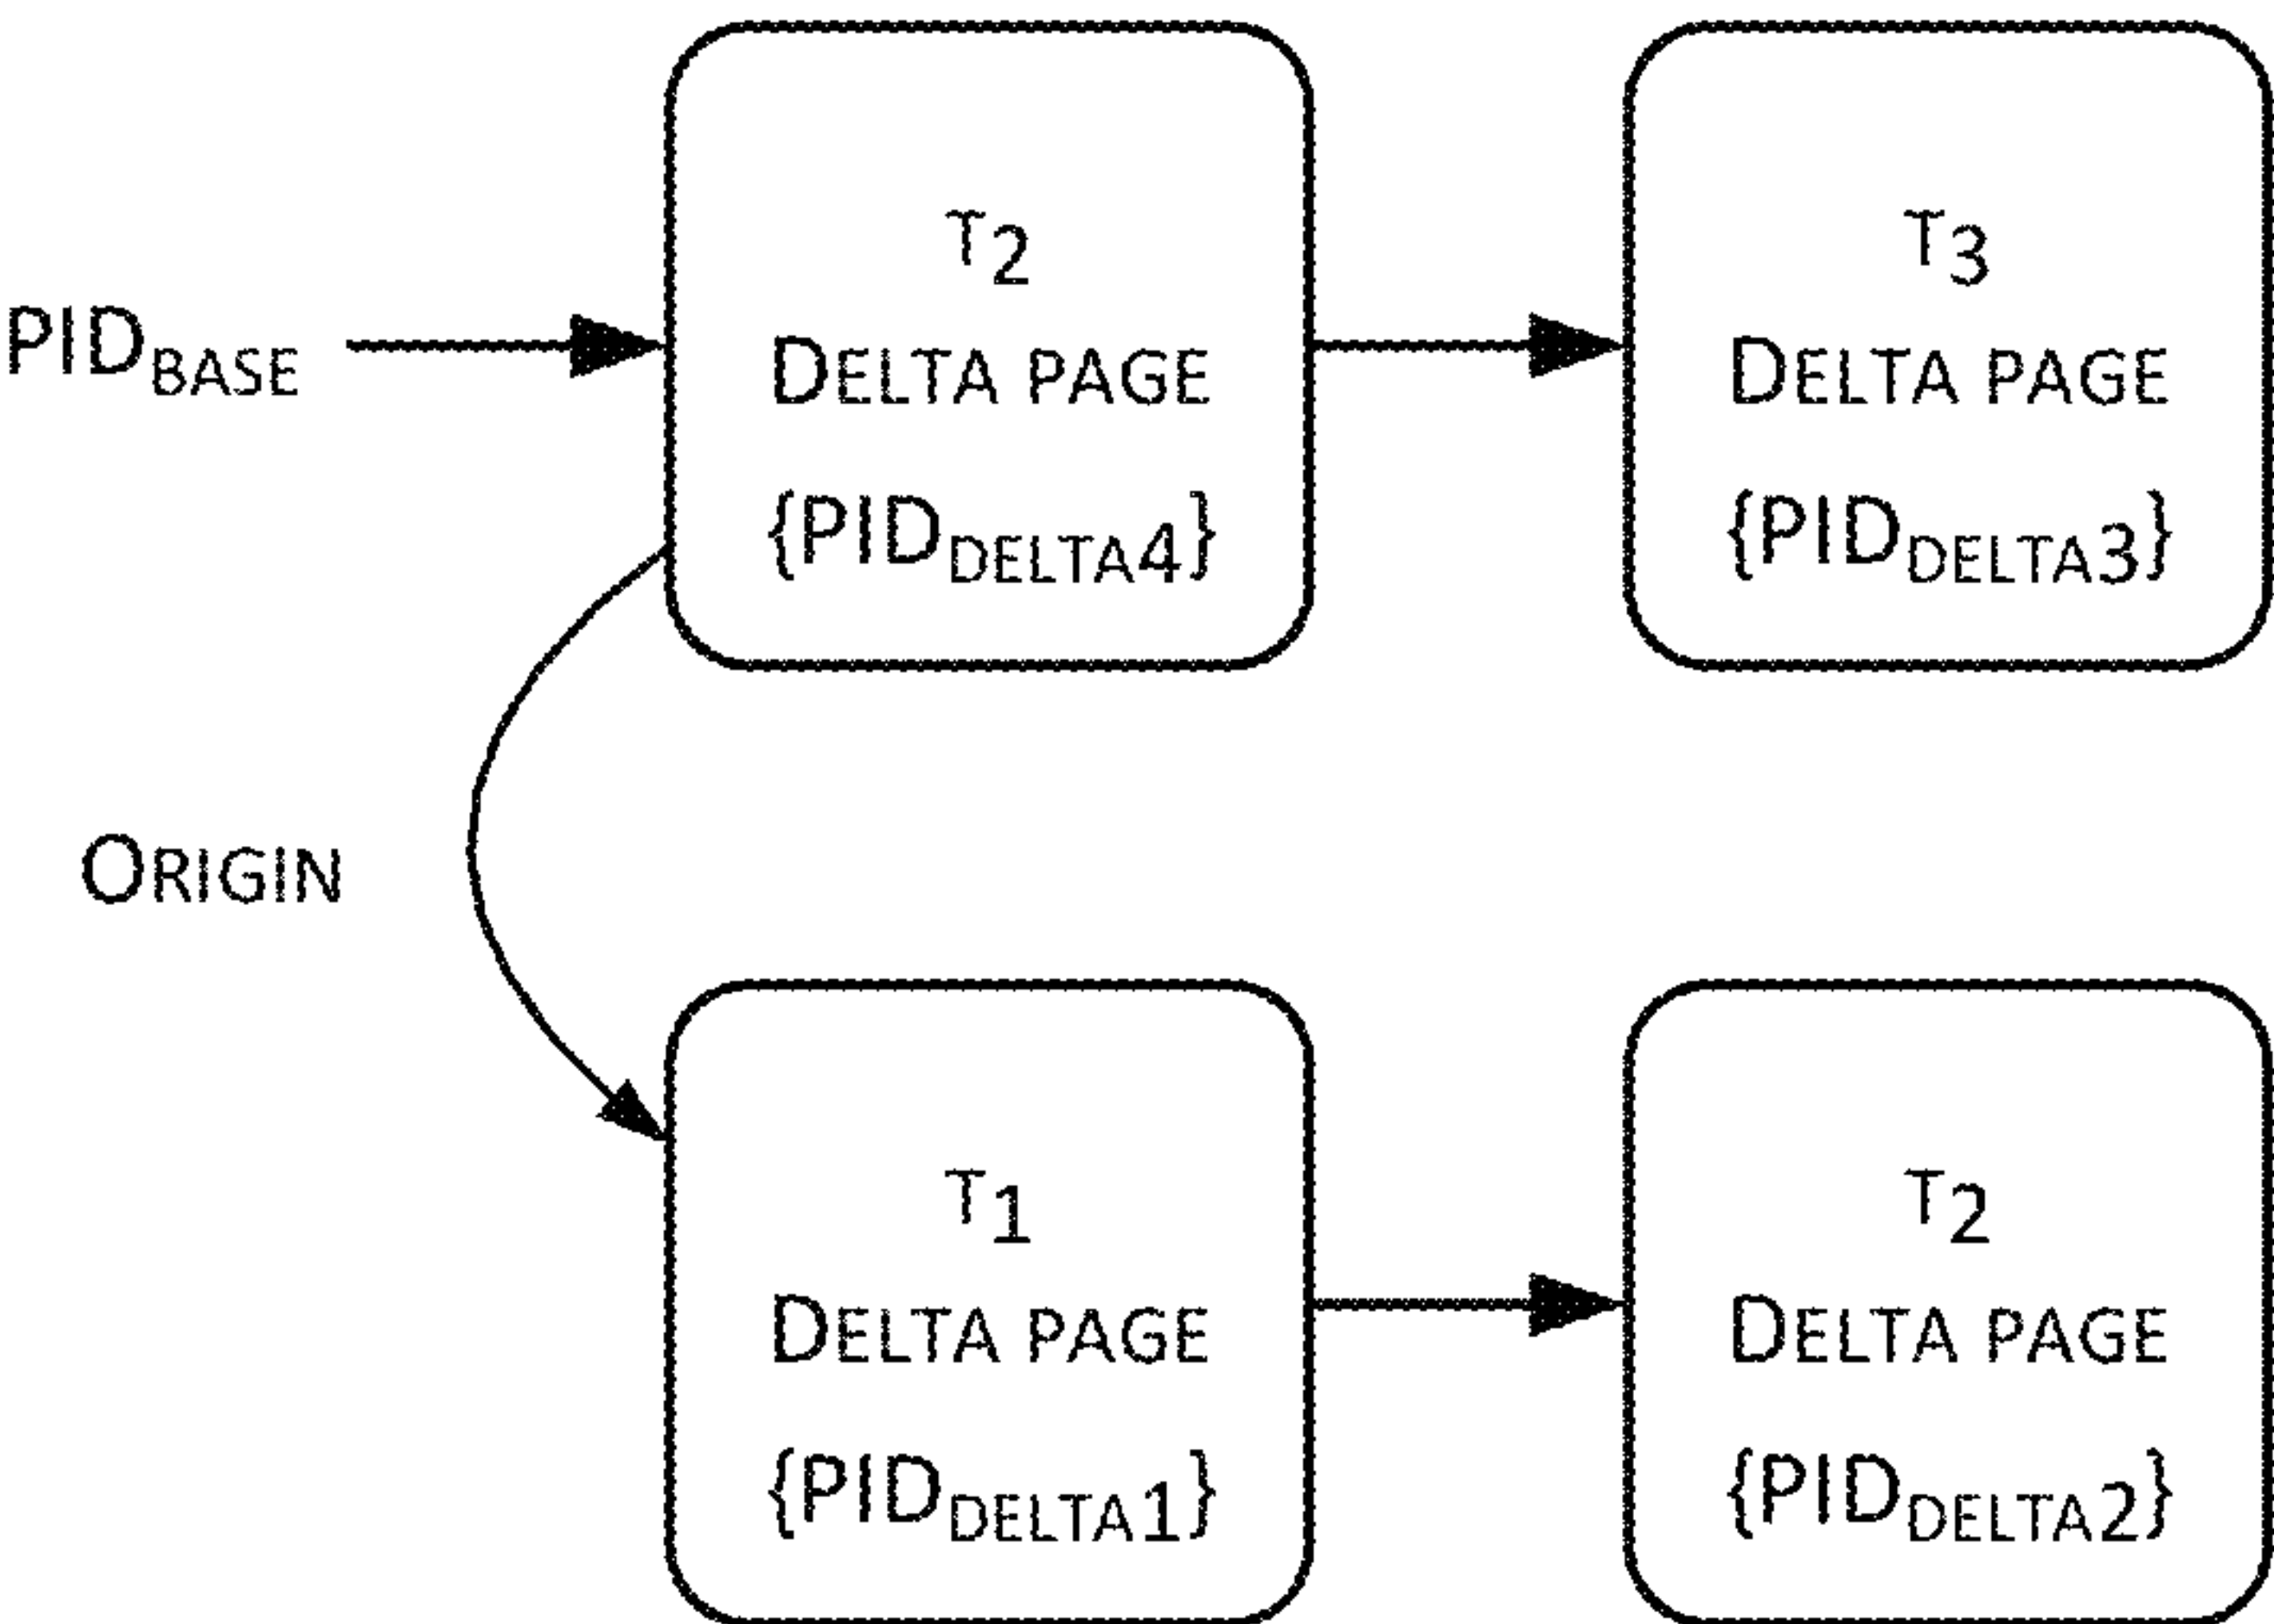 PIDBASE
T2
DELTA PAGE
{PIDDELTA4}
T3
DELTA PAGE
{PIDDELTA3}
ORIGIN
T1
DELTA PAGE
{PIDDELTA1}
T2
DELTA PAGE
{PIDDELTA2}